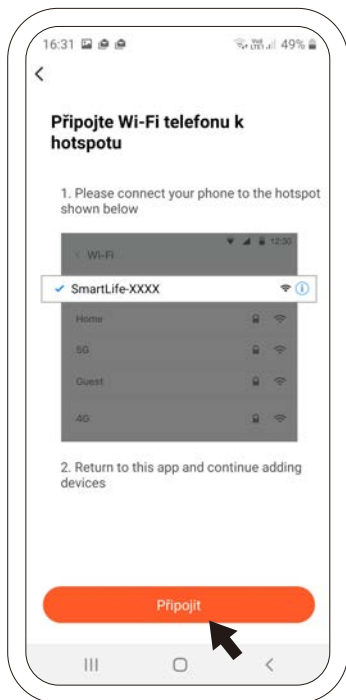 16:31 49%
Připojte Wi-Fi telefonu k
hotspotu
1. Please connect your phone to the hotspot
shown below
12:30
Wi-Fi
SmartLife-XXXX
Home
5G
Guest
4G
2. Return to this app and continue adding
devices
Připojit